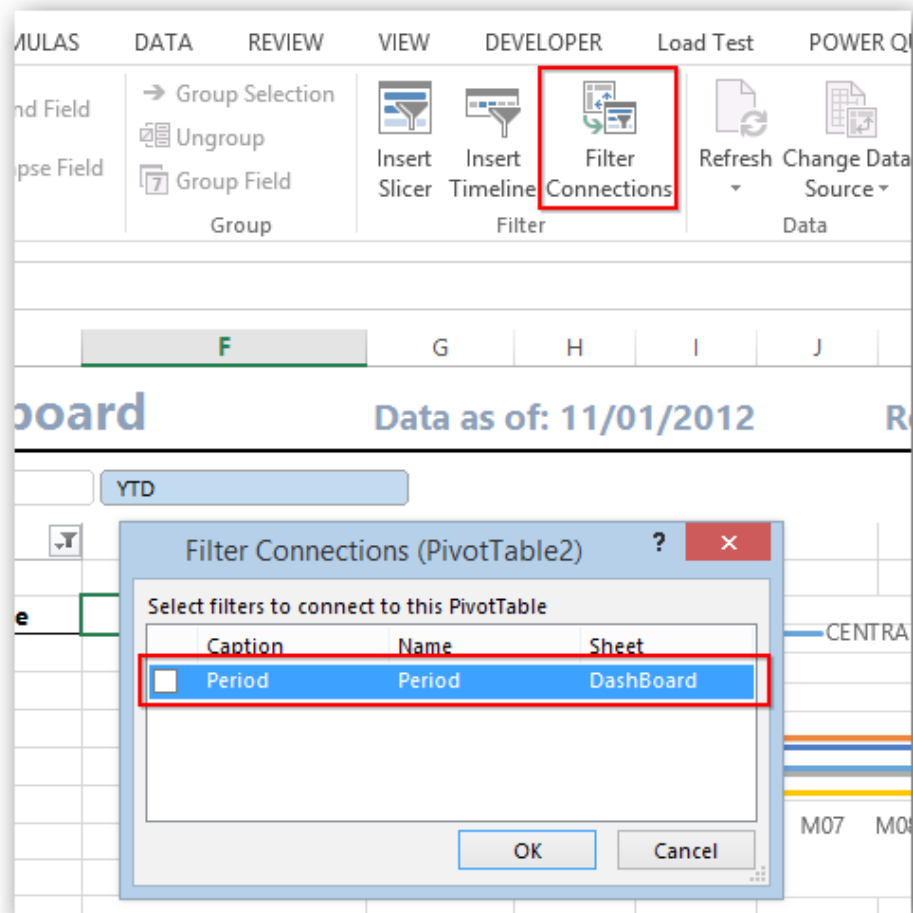 MULAS DATA REVIEW VIEW DEVELOPER Load Test POWER QU
nd Field
pse Field
Group Selection
Ungroup
7 Group Field
Group
Insert Slicer
Insert Timeline
Filter Connections
Filter
Refresh
Change Data Source
Data
F G H I J
board Data as of: 11/01/2012 Re
YTD
e
Filter Connections (PivotTable2) ? ×
Select filters to connect to this PivotTable
Caption Name Sheet
Period Period DashBoard
OK Cancel
CENTRA
M07 M08